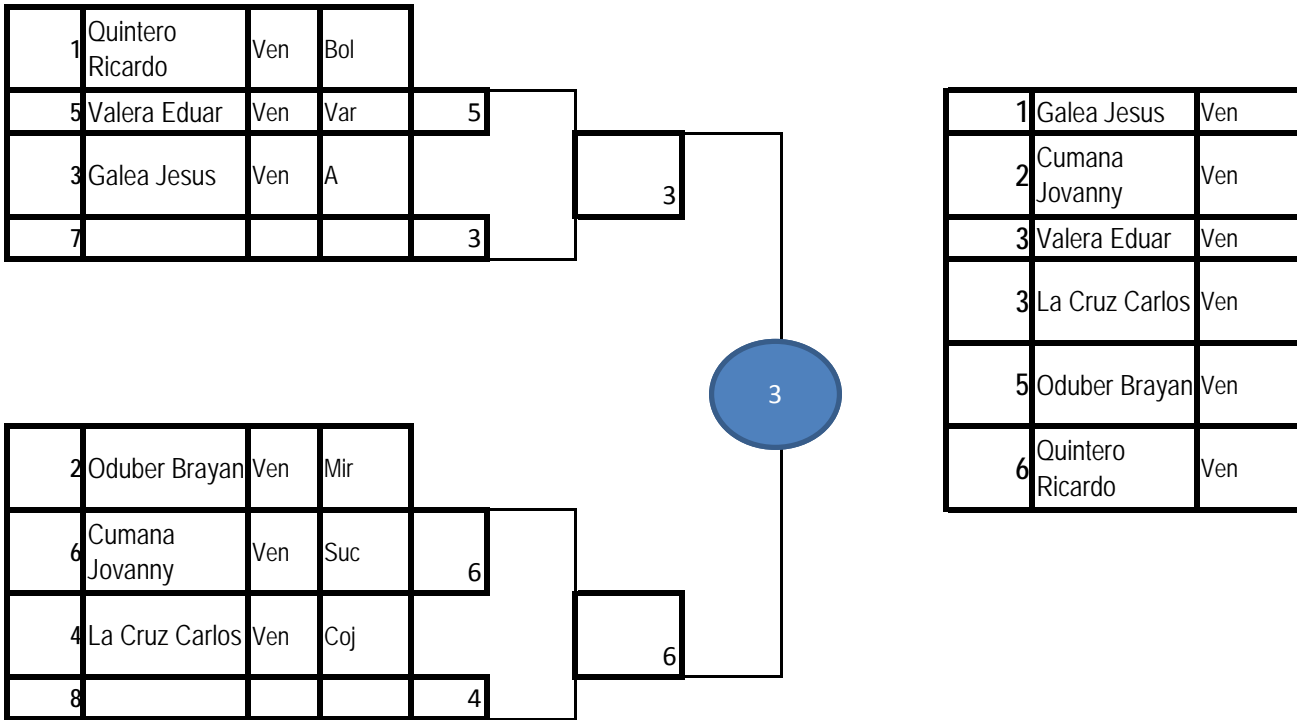 1 Quintero Ricardo Ven Bol
5 Valera Eduar Ven Var 5
3 Galea Jesus Ven A
3
7 3
1 Galea Jesus Ven
2 Cumana Jovanny Ven
3 Valera Eduar Ven
3 La Cruz Carlos Ven
5 Oduber Brayan Ven
6 Quintero Ricardo Ven
3
2 Oduber Brayan Ven Mir
6 Cumana Jovanny Ven Suc 6
4 La Cruz Carlos Ven Coj
6
8 4